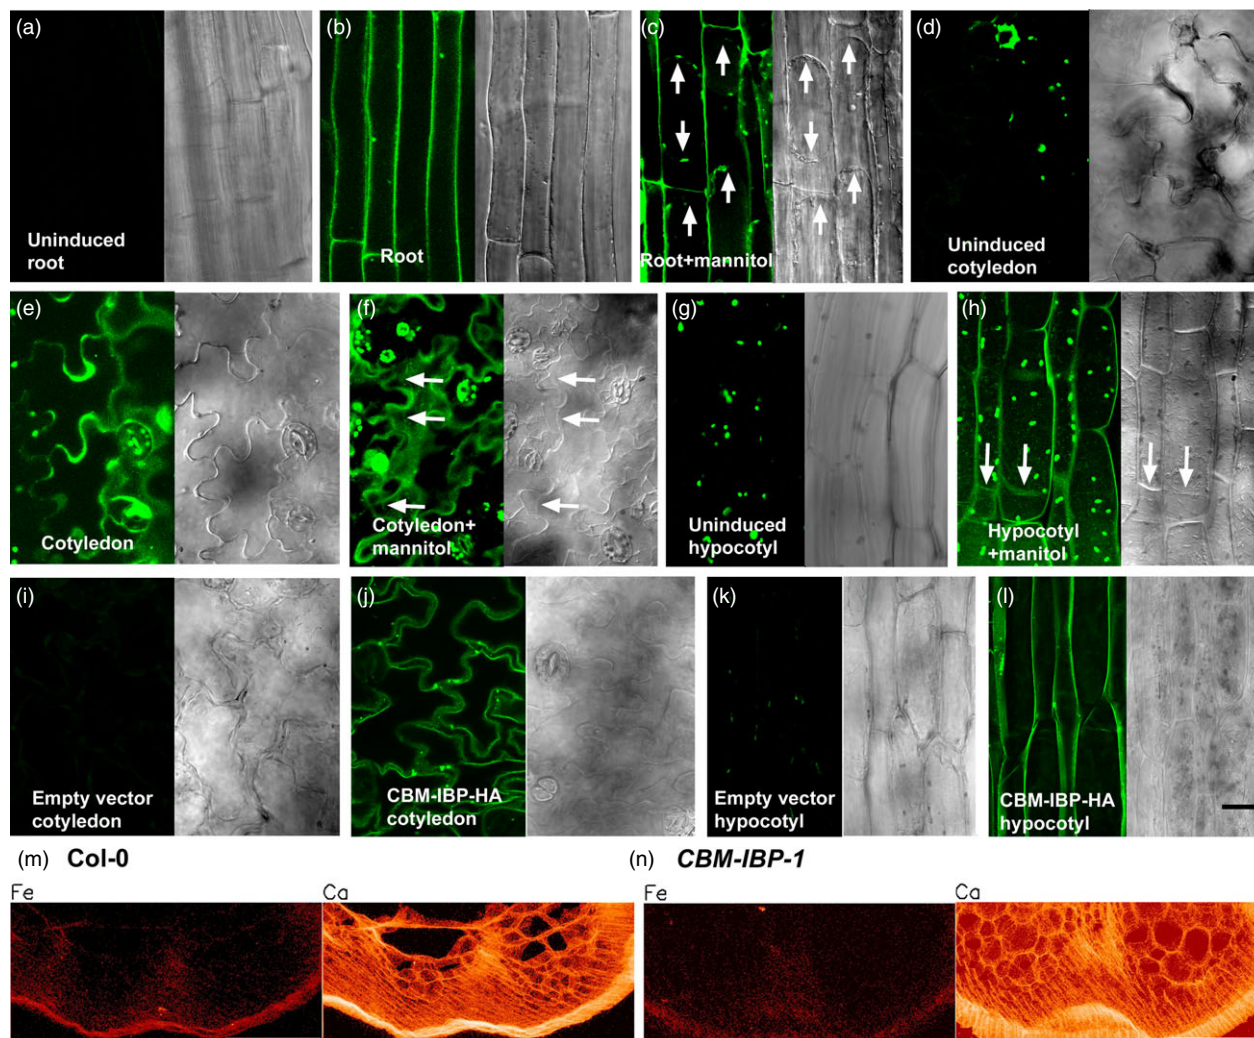 (a)
Uninduced
root
(b)
Root
(c)
Root+mannitol
(d)
Uninduced
cotyledon
(e)
Cotyledon
(f)
Cotyledon+
mannitol
(g)
Uninduced
hypocotyl
(h)
Hypocotyl
+manitol
(i)
Empty vector
cotyledon
(j)
CBM-IBP-HA
cotyledon
(k)
Empty vector
hypocotyl
(l)
CBM-IBP-HA
hypocotyl
(m) Col-0
Fe
Ca
(n) CBM-IBP-1
Fe
Ca